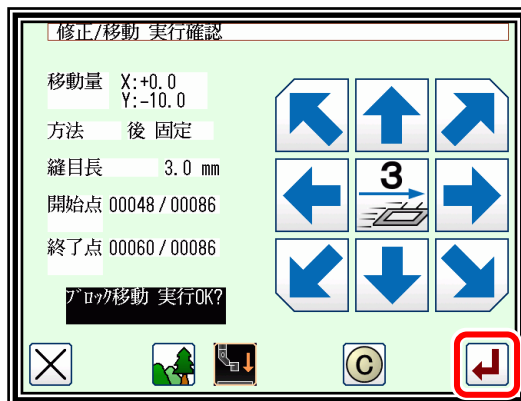 修正/移動 実行確認
移動量 X:+0.0
Y:-10.0
方法 後 固定
縫目長 3.0 mm
開始点 00048/00086
終了点 00060/00086
ブロック移動 実行OK?
3
C